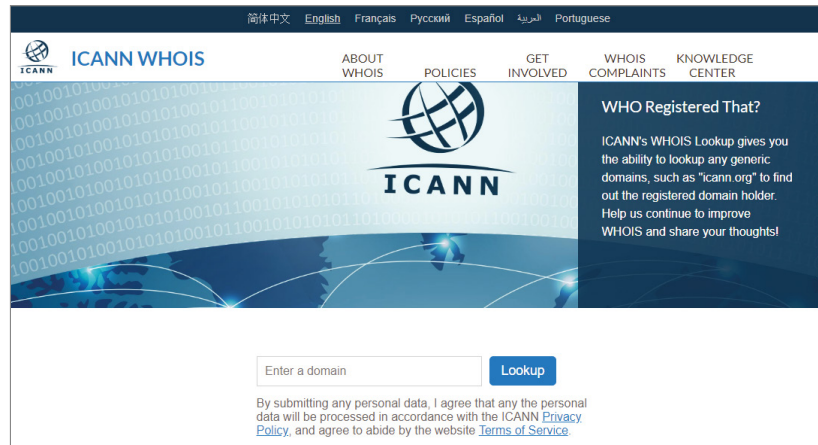 简体中文 English Français Русский Español العربية Portuguese
ICANN
ICANN WHOIS
ABOUT WHOIS
POLICIES
GET INVOLVED
WHOIS COMPLAINTS
KNOWLEDGE CENTER
ICANN
WHO Registered That?
ICANN's WHOIS Lookup gives you
the ability to lookup any generic
domains, such as "icann.org" to find
out the registered domain holder.
Help us continue to improve
WHOIS and share your thoughts!
Enter a domain
Lookup
By submitting any personal data, I agree that any the personal
data will be processed in accordance with the ICANN Privacy
Policy, and agree to abide by the website Terms of Service.